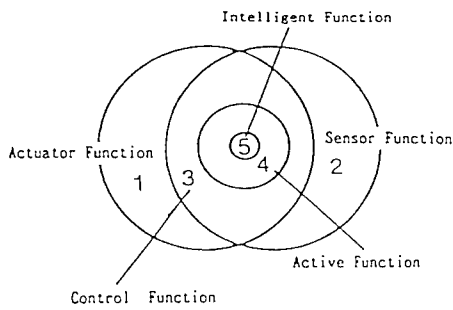 Intelligent Function
Actuator Function
Sensor Function
1
3
5
4
2
Active Function
Control Function